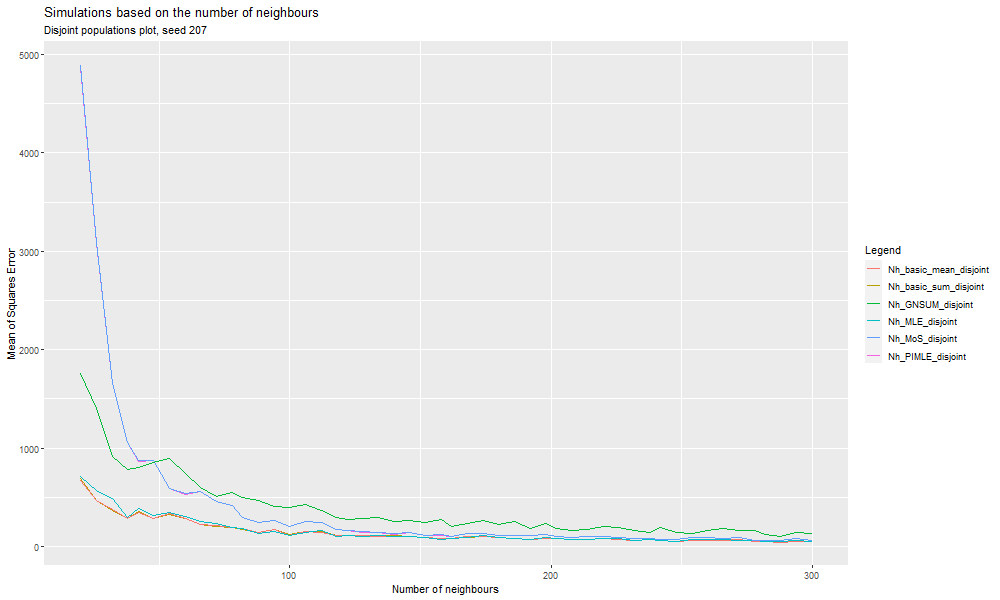 Simulations based on the number of neighbours
Disjoint populations plot, seed 207
5000
4000
3000
2000
1000
0
Mean of Squares Error
100
200
300
Number of neighbours
Legend
Nh_basic_mean_disjoint
Nh_basic_sum_disjoint
Nh_GNSUM_disjoint
Nh_MLE_disjoint
Nh_MoS_disjoint
Nh_PIMLE_disjoint